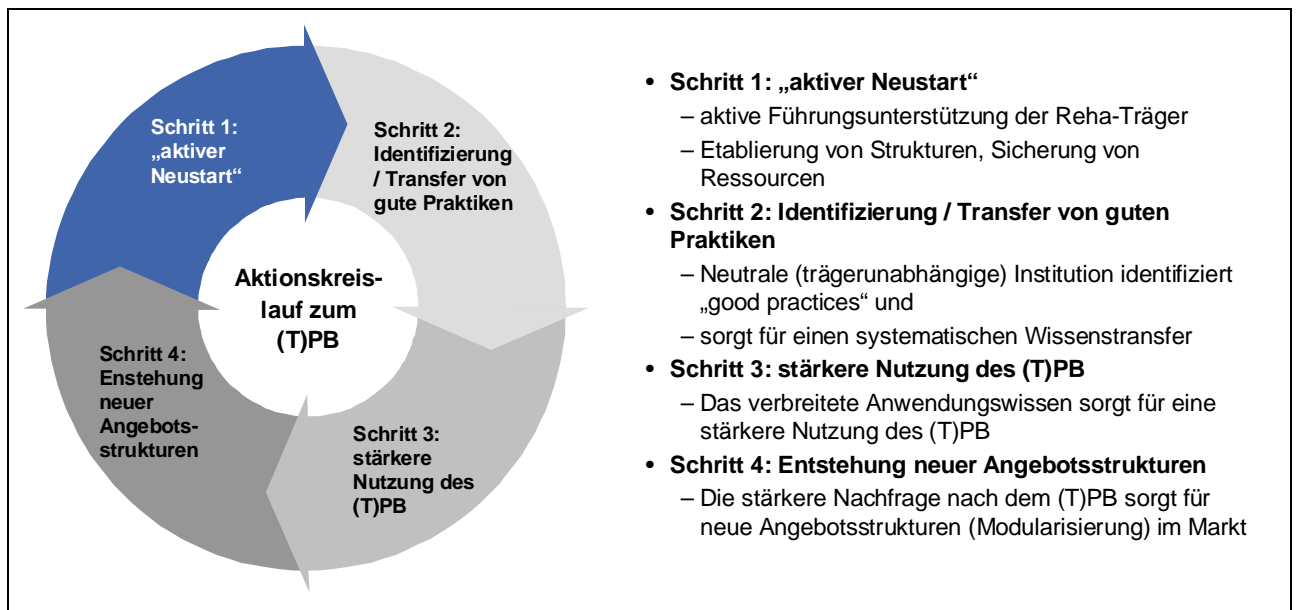 Schritt 1:
„aktiver
Neustart“
Schritt 2:
Identifizierung
/ Transfer von
gute Praktiken
Aktionskreis-
lauf zum
(T)PB
Schritt 4:
Enstehung
neuer
Angebots-
strukturen
Schritt 3:
stärkere
Nutzung des
(T)PB
• Schritt 1: „aktiver Neustart“
– aktive Führungsunterstützung der Reha-Träger
– Etablierung von Strukturen, Sicherung von
Ressourcen
• Schritt 2: Identifizierung / Transfer von guten
Praktiken
– Neutrale (trägerunabhängige) Institution identifiziert
„good practices“ und
– sorgt für einen systematischen Wissenstransfer
• Schritt 3: stärkere Nutzung des (T)PB
– Das verbreitete Anwendungswissen sorgt für eine
stärkere Nutzung des (T)PB
• Schritt 4: Entstehung neuer Angebotsstrukturen
– Die stärkere Nachfrage nach dem (T)PB sorgt für
neue Angebotsstrukturen (Modularisierung) im Markt